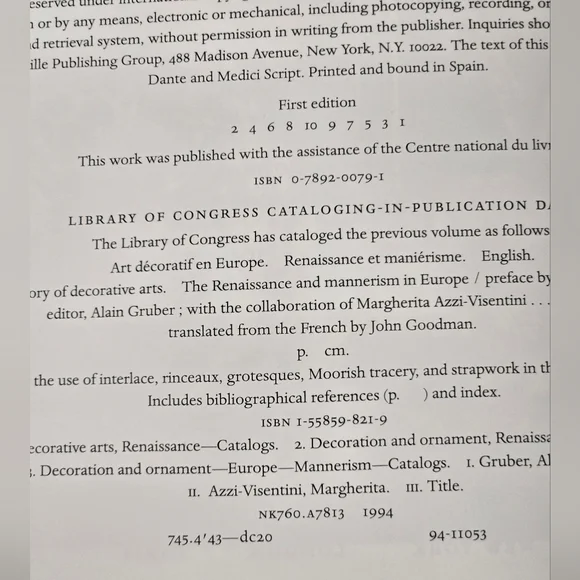 or by any means, electronic or mechanical, including photocopying, recording, or
retrieval system, without permission in writing from the publisher. Inquiries sho
ille Publishing Group, 488 Madison Avenue, New York, N.Y. 10022. The text of this
Dante and Medici Script. Printed and bound in Spain.
First edition
2 4 6 8 10 9 7 5 3 1
This work was published with the assistance of the Centre national du livr
ISBN 0-7892-0079-1
LIBRARY OF CONGRESS CATALOGING-IN-PUBLICATION DA
The Library of Congress has cataloged the previous volume as follows
Art décoratif en Europe. Renaissance et maniérisme. English.
ory of decorative arts. The Renaissance and mannerism in Europe / preface by
editor, Alain Gruber ; with the collaboration of Margherita Azzi-Visentini . . .
translated from the French by John Goodman.
p. cm.
the use of interlace, rinceaux, grotesques, Moorish tracery, and strapwork in th
Includes bibliographical references (p. ) and index.
ISBN 1-55859-821-9
ecorative arts, Renaissance—Catalogs. 2. Decoration and ornament, Renaissa
3. Decoration and ornament—Europe—Mannerism—Catalogs. I. Gruber, Al
II. Azzi-Visentini, Margherita. III. Title.
NK760.A7813 1994
745.4'43—dc20 94-11053